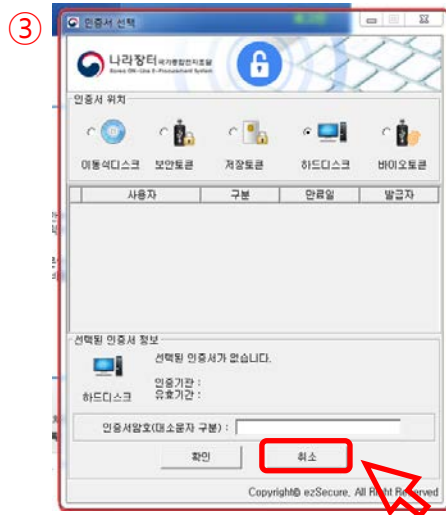 ③
인증서 선택
나라장터 국가종합전자조달
Korea ON-line E-Procurement System
인증서 위치
이동식디스크 보안토큰 저장토큰 하드디스크 바이오토큰
사용자 구분 만료일 발급자
선택된 인증서 정보
선택된 인증서가 없습니다.
인증기관 :
하드디스크 유효기간 :
인증서암호(대소문자 구분) :
확인 취소
Copyright© ezSecure, All Right Reserved